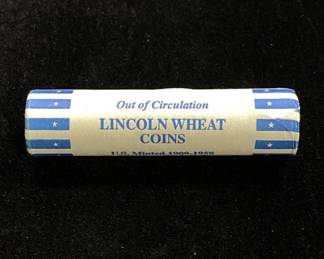 Out of Circulation
LINCOLN WHEAT
COINS
U.S. Minted 1909-1958